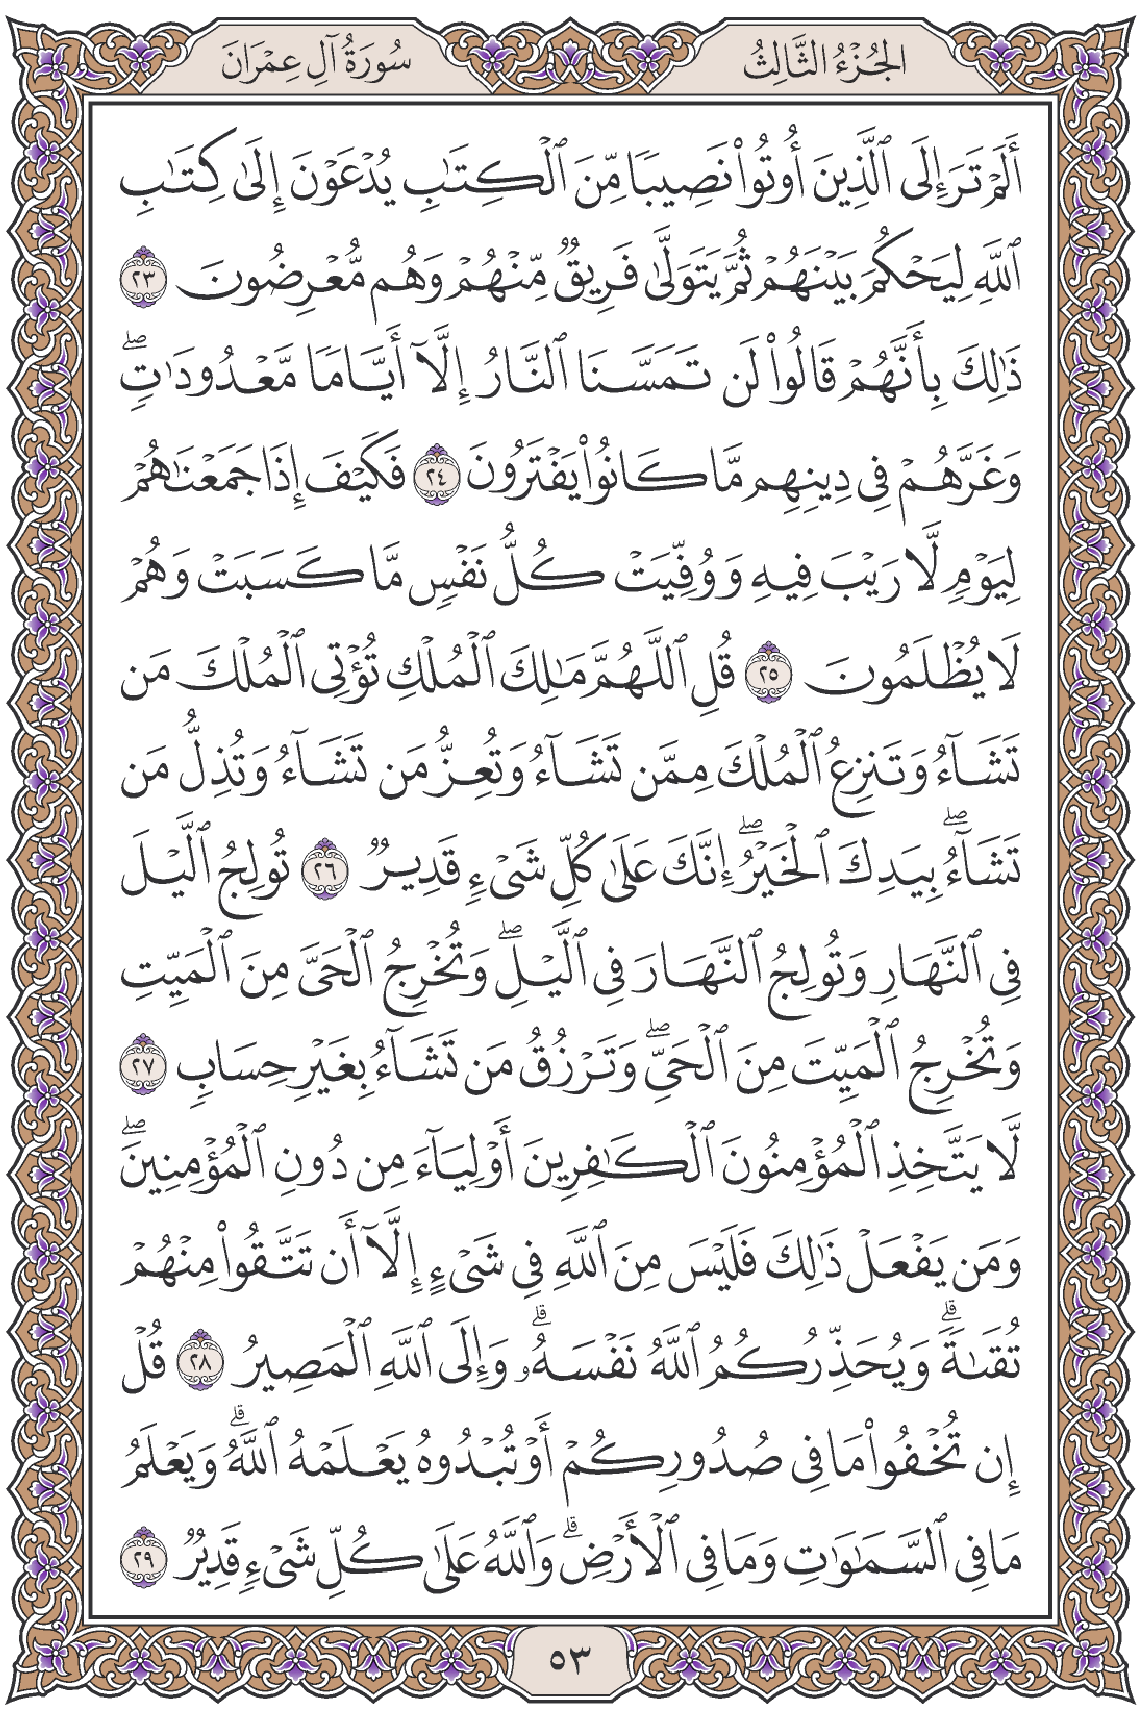 الجُزْءُ الثَّالِثُ
سُورَةُ آلِ عِمْرَانَ
أَلَمْ تَرَ إِلَى ٱلَّذِينَ أُوتُوا۟ نَصِيبًا مِّنَ ٱلْكِتَـٰبِ يُدْعَوْنَ إِلَىٰ كِتَـٰبِ
ٱللَّهِ لِيَحْكُمَ بَيْنَهُمْ ثُمَّ يَتَوَلَّىٰ فَرِيقٌ مِّنْهُمْ وَهُم مُّعْرِضُونَ ٢٣
ذَٰلِكَ بِأَنَّهُمْ قَالُوا۟ لَن تَمَسَّنَا ٱلنَّارُ إِلَّآ أَيَّامًا مَّعْدُودَٰتٍ ۖ
وَغَرَّهُمْ فِى دِينِهِم مَّا كَانُوا۟ يَفْتَرُونَ ٢٤ فَكَيْفَ إِذَا جَمَعْنَـٰهُمْ
لِيَوْمٍ لَّا رَيْبَ فِيهِ وَوُفِّيَتْ كُلُّ نَفْسٍ مَّا كَسَبَتْ وَهُمْ
لَا يُظْلَمُونَ ٢٥ قُلِ ٱللَّهُمَّ مَـٰلِكَ ٱلْمُلْكِ تُؤْتِى ٱلْمُلْكَ مَن
تَشَآءُ وَتَنزِعُ ٱلْمُلْكَ مِمَّن تَشَآءُ وَتُعِزُّ مَن تَشَآءُ وَتُذِلُّ مَن
تَشَآءُ ۖ بِيَدِكَ ٱلْخَيْرُ ۖ إِنَّكَ عَلَىٰ كُلِّ شَىْءٍ قَدِيرٌ ٢٦ تُولِجُ ٱلَّيْلَ
فِى ٱلنَّهَارِ وَتُولِجُ ٱلنَّهَارَ فِى ٱلَّيْلِ ۖ وَتُخْرِجُ ٱلْحَىَّ مِنَ ٱلْمَيِّتِ
وَتُخْرِجُ ٱلْمَيِّتَ مِنَ ٱلْحَىِّ ۖ وَتَرْزُقُ مَن تَشَآءُ بِغَيْرِ حِسَابٍ ٢٧
لَّا يَتَّخِذِ ٱلْمُؤْمِنُونَ ٱلْكَـٰفِرِينَ أَوْلِيَآءَ مِن دُونِ ٱلْمُؤْمِنِينَ ۖ
وَمَن يَفْعَلْ ذَٰلِكَ فَلَيْسَ مِنَ ٱللَّهِ فِى شَىْءٍ إِلَّآ أَن تَتَّقُوا۟ مِنْهُمْ
تُقَىٰةً ۗ وَيُحَذِّرُكُمُ ٱللَّهُ نَفْسَهُۥ ۗ وَإِلَى ٱللَّهِ ٱلْمَصِيرُ ٢٨ قُلْ
إِن تُخْفُوا۟ مَا فِى صُدُورِكُمْ أَوْ تُبْدُوهُ يَعْلَمْهُ ٱللَّهُ ۗ وَيَعْلَمُ
مَا فِى ٱلسَّمَـٰوَٰتِ وَمَا فِى ٱلْأَرْضِ ۗ وَٱللَّهُ عَلَىٰ كُلِّ شَىْءٍ قَدِيرٌ ٢٩
٥٣